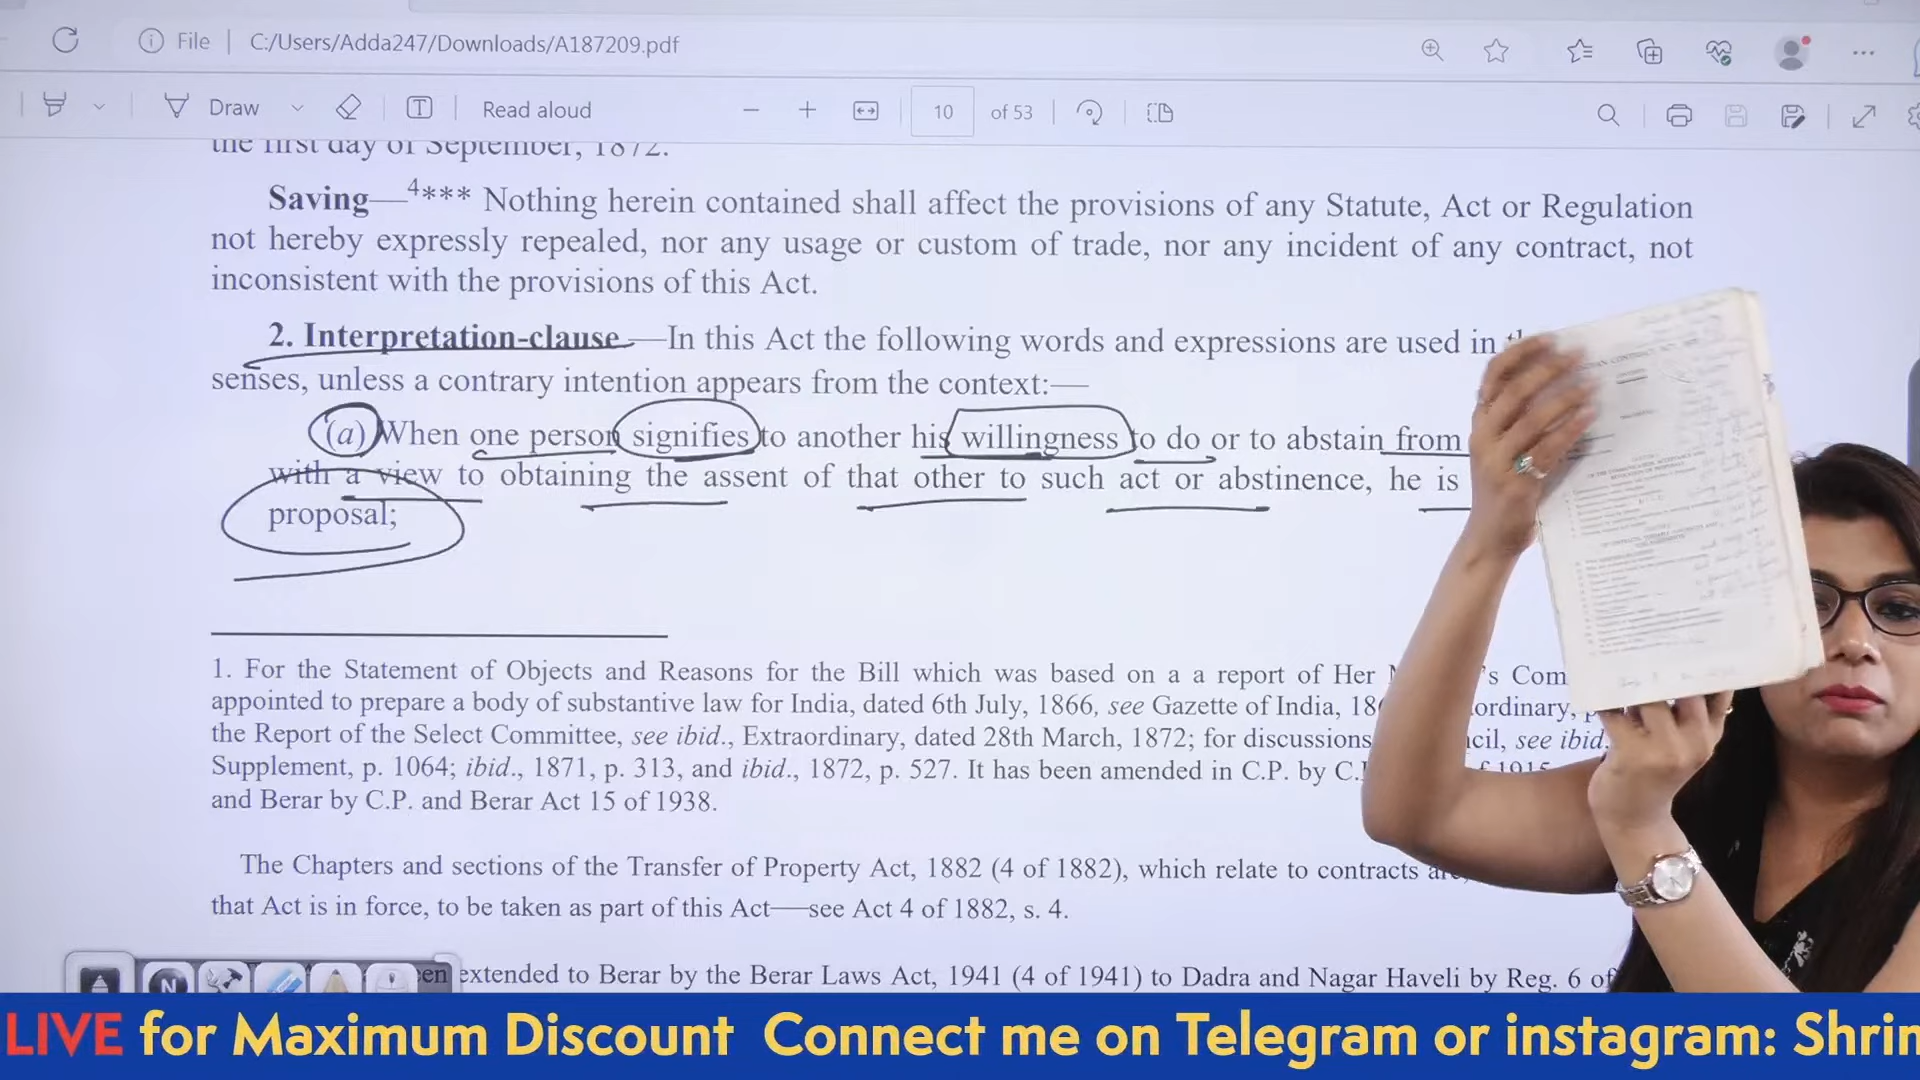 File
C:/Users/Adda247/Downloads/A187209.pdf
Draw
Read aloud
10 of 53
the first day of September, 1872.
Saving—4*** Nothing herein contained shall affect the provisions of any Statute, Act or Regulation
not hereby expressly repealed, nor any usage or custom of trade, nor any incident of any contract, not
inconsistent with the provisions of this Act.
2. Interpretation-clause—In this Act the following words and expressions are used in
senses, unless a contrary intention appears from the context:—
(a) When one person signifies to another his willingness to do or to abstain from
with a view to obtaining the assent of that other to such act or abstinence, he is
proposal;
1. For the Statement of Objects and Reasons for the Bill which was based on a a report of Her
appointed to prepare a body of substantive law for India, dated 6th July, 1866, see Gazette of India,
the Report of the Select Committee, see ibid., Extraordinary, dated 28th March, 1872; for discussions see ibid.
Supplement, p. 1064; ibid., 1871, p. 313, and ibid., 1872, p. 527. It has been amended in C.P. by
and Berar by C.P. and Berar Act 15 of 1938.
The Chapters and sections of the Transfer of Property Act, 1882 (4 of 1882), which relate to contracts
that Act is in force, to be taken as part of this Act—see Act 4 of 1882, s. 4.
extended to Berar by the Berar Laws Act, 1941 (4 of 1941) to Dadra and Nagar Haveli by Reg. 6 of
LIVE for Maximum Discount Connect me on Telegram or instagram: Shrin